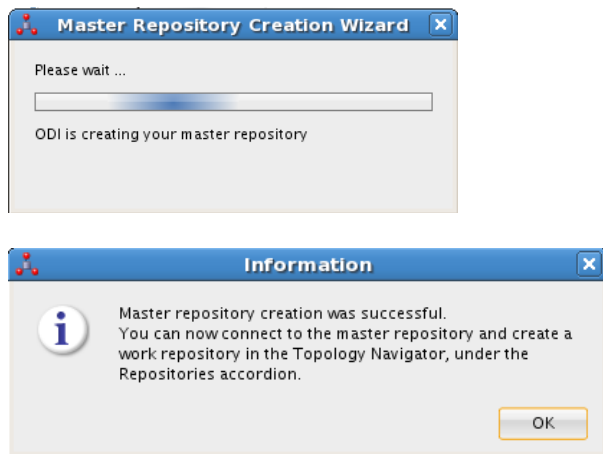 Master Repository Creation Wizard
Please wait ...
ODI is creating your master repository
Information
Master repository creation was successful.
You can now connect to the master repository and create a
work repository in the Topology Navigator, under the
Repositories accordion.
OK